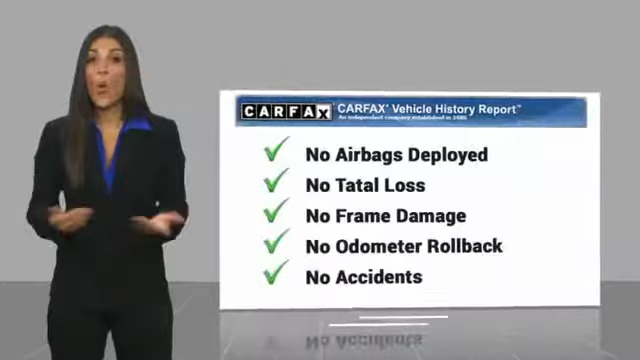 CARFAX CARFAX® Vehicle History Report™
An independent company established in 1986
No Airbags Deployed
No Tatal Loss
No Frame Damage
No Odometer Rollback
No Accidents